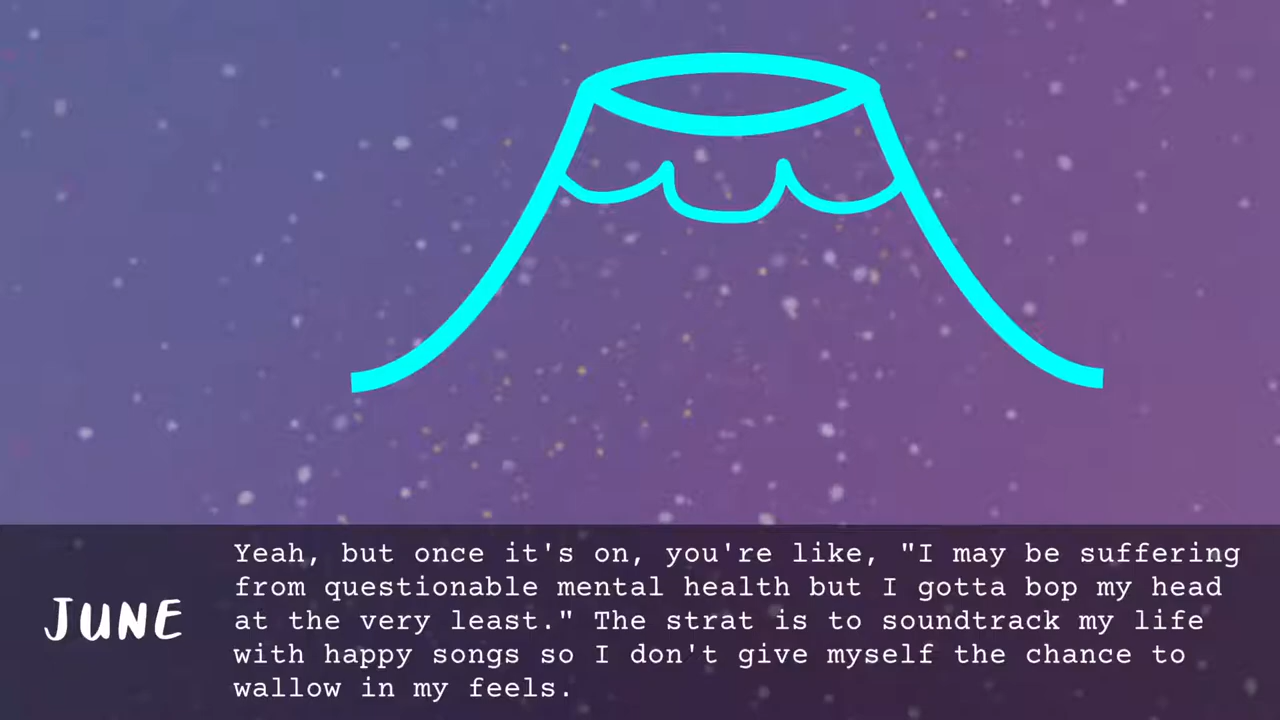 JUNE
Yeah, but once it's on, you're like, "I may be suffering
from questionable mental health but I gotta bop my head
at the very least." The strat is to soundtrack my life
with happy songs so I don't give myself the chance to
wallow in my feels.